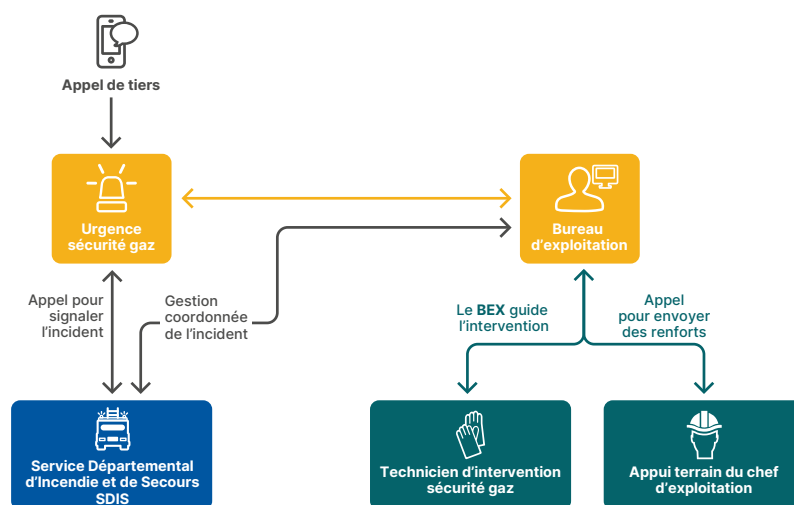 Appel de tiers
Urgence
sécurité gaz
Bureau
d'exploitation
Appel pour
signaler
l'incident
Gestion
coordonnée
de l'incident
Le BEX guide
l'intervention
Appel
pour envoyer
des renforts
Service Départemental
d'Incendie et de Secours
SDIS
Technicien d'intervention
sécurité gaz
Appui terrain du chef
d'exploitation